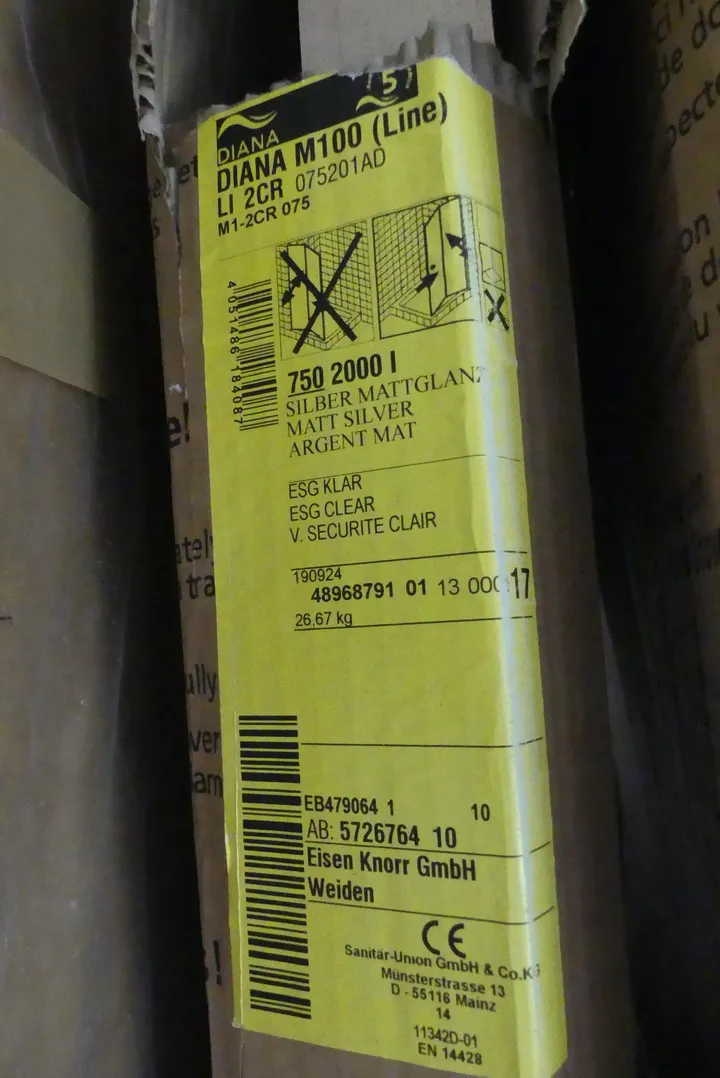 5
DIANA
DIANA M100 (Line)
LI 2CR 075201AD
M1-2CR 075
4 051486 184087
750 2000 I
SILBER MATTGLANZ
MATT SILVER
ARGENT MAT
ESG KLAR
ESG CLEAR
V. SECURITE CLAIR
190924
48968791 01 13 000 17
26,67 kg
EB479064 1 10
AB: 5726764 10
Eisen Knorr GmbH
Weiden
CE
Sanitär-Union GmbH & Co.KG
Münsterstrasse 13
D - 55116 Mainz
14
11342D-01
EN 14428